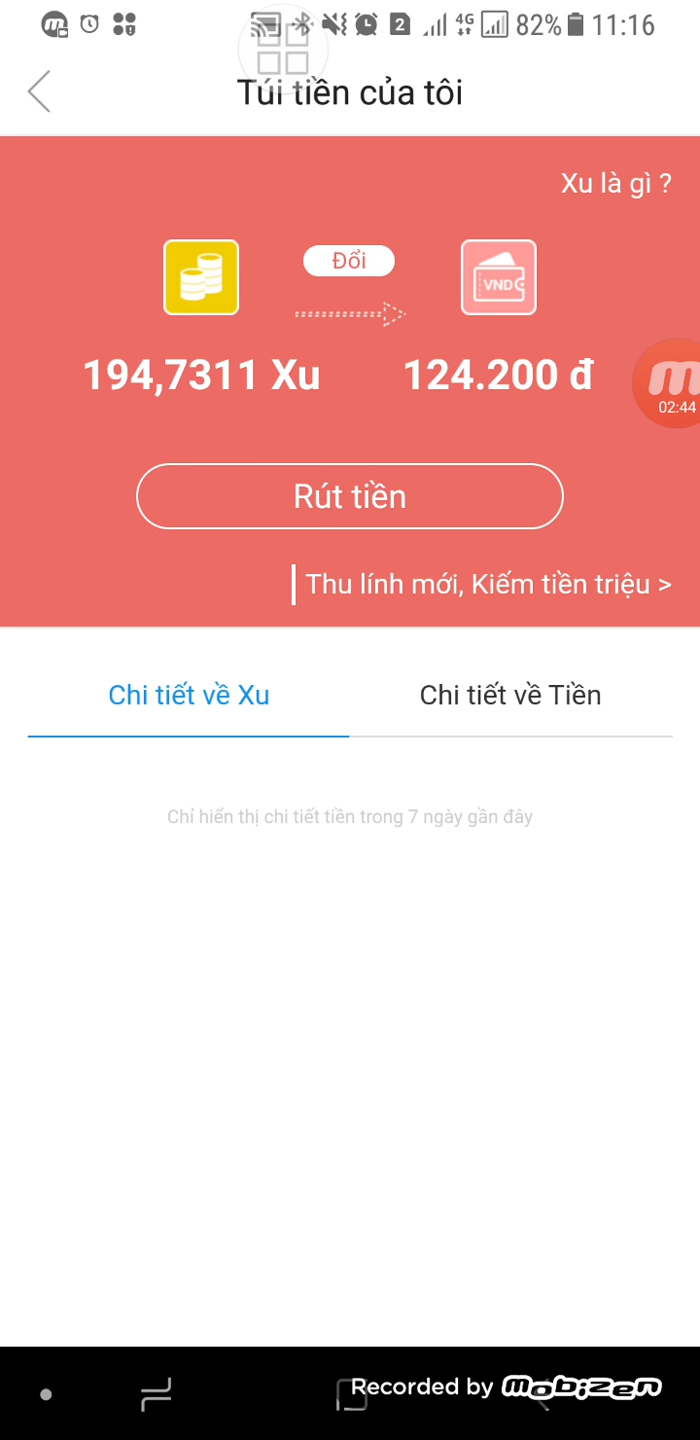 2 4G 82% 11:16
Túi tiền của tôi
Xu là gì ?
Đổi
VND
194,7311 Xu 124.200 đ
m
02:44
Rút tiền
Thu lính mới, Kiếm tiền triệu >
Chi tiết về Xu Chi tiết về Tiền
Chỉ hiển thị chi tiết tiền trong 7 ngày gần đây
Recorded by mobizen